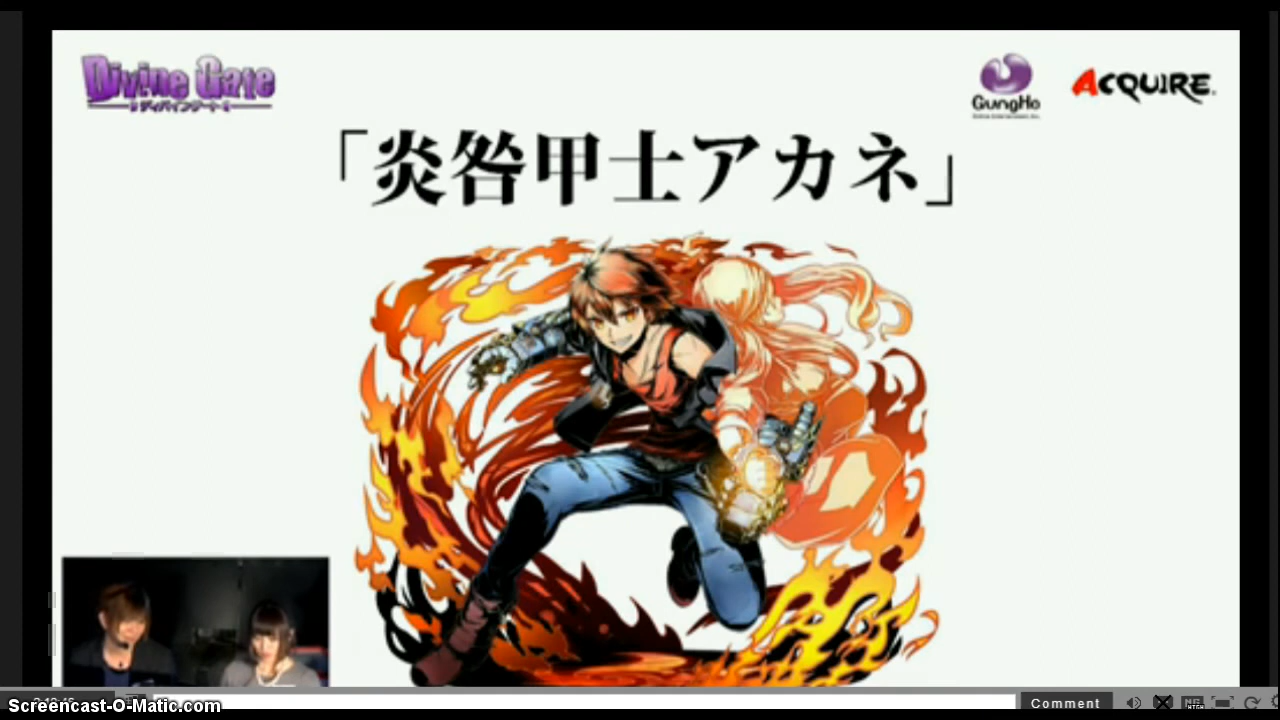 Divine Gate
ディバインゲート
GungHo
ACQUIRE
「炎咎甲士アカネ」
Comment
Screencast-O-Matic.com